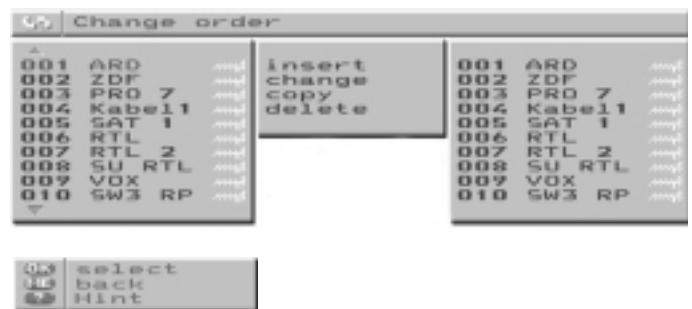 Change order
001 ARD
002 ZDF
003 PRO 7
004 Kabel1
005 SAT 1
006 RTL
007 RTL 2
008 SU RTL
009 VOX
010 SW3 RP
insert
change
copy
delete
001 ARD
002 ZDF
003 PRO 7
004 Kabel1
005 SAT 1
006 RTL
007 RTL 2
008 SU RTL
009 VOX
010 SW3 RP
OK select
back
? Hint